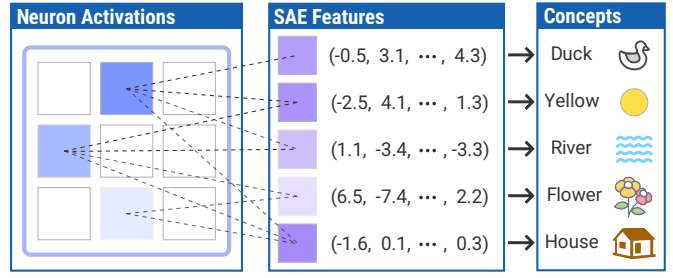 Neuron Activations
SAE Features
(-0.5, 3.1, ··· , 4.3)
(-2.5, 4.1, ··· , 1.3)
(1.1, -3.4, ··· , -3.3)
(6.5, -7.4, ··· , 2.2)
(-1.6, 0.1, ··· , 0.3)
Concepts
Duck
Yellow
River
Flower
House